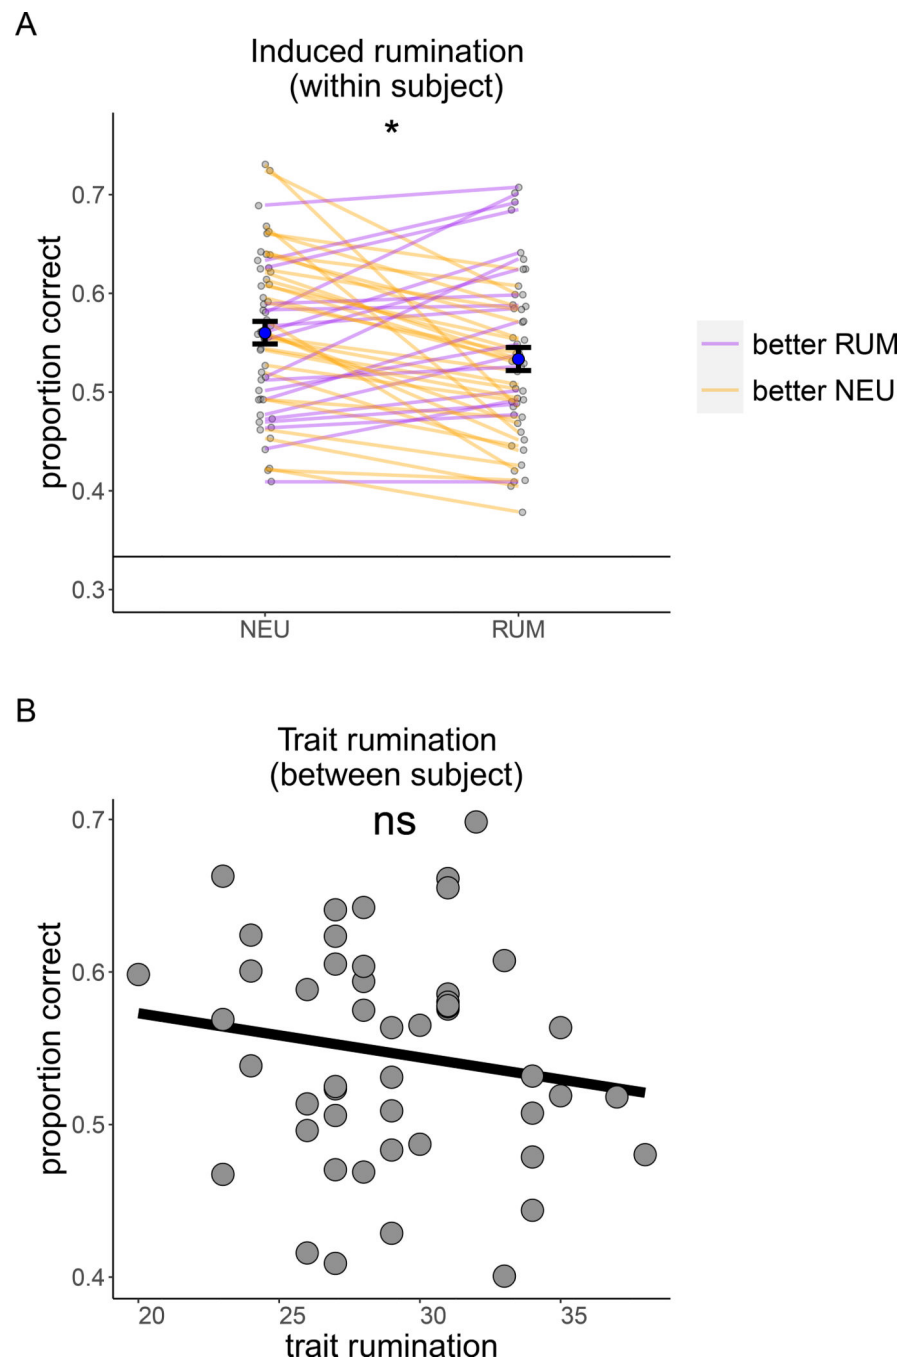 A
Induced rumination
(within subject)
*
proportion correct
0.7
0.6
0.5
0.4
0.3
NEU
RUM
better RUM
better NEU
B
Trait rumination
(between subject)
ns
proportion correct
0.7
0.6
0.5
0.4
20
25
30
35
trait rumination